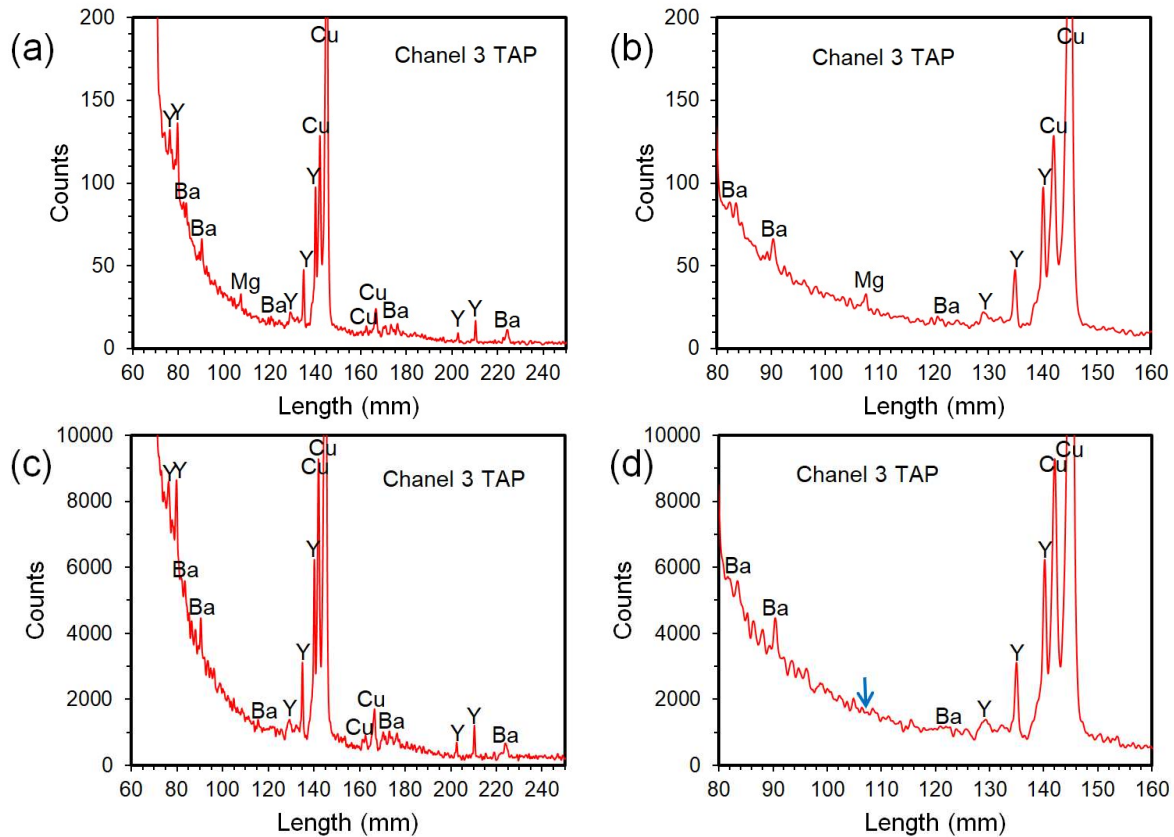 (a)
Chanel 3 TAP
Counts
200
150
100
50
0
Y Y
Ba
Ba
Mg
Ba
Y
Y
Y
Cu
Cu
Cu
Cu
Ba
Y
Y
Ba
60 80 100 120 140 160 180 200 220 240
Length (mm)
(b)
Chanel 3 TAP
Counts
200
150
100
50
0
Ba
Ba
Mg
Ba
Y
Y
Y
Cu
Cu
80 90 100 110 120 130 140 150 160
Length (mm)
(c)
Chanel 3 TAP
Counts
10000
8000
6000
4000
2000
0
Y Y
Ba
Ba
Ba
Y
Y
Y
Cu
Cu
Cu
Cu
Ba
Y
Y
Ba
60 80 100 120 140 160 180 200 220 240
Length (mm)
(d)
Chanel 3 TAP
Counts
10000
8000
6000
4000
2000
0
Ba
Ba
Ba
Y
Y
Y
Cu
Cu
80 90 100 110 120 130 140 150 160
Length (mm)